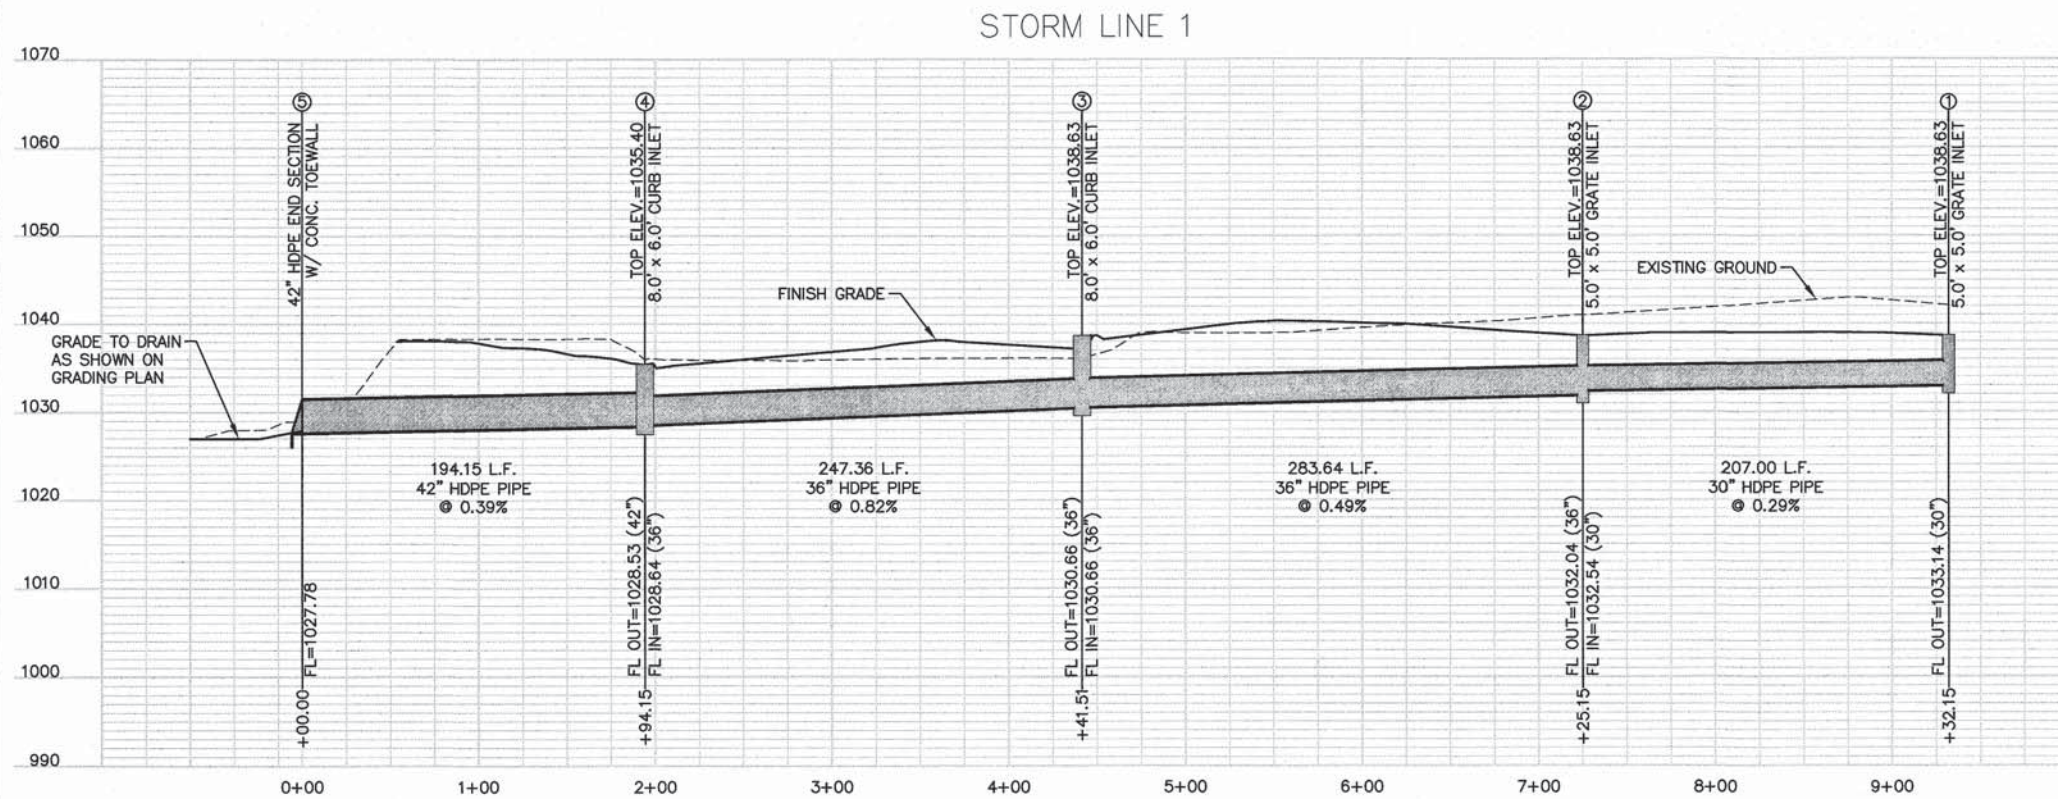 STORM LINE 1
1070
1060
1050
1040
1030
1020
1010
1000
990
5
42" HDPE END SECTION
W/ CONC. TOEWALL
4
TOP ELEV.=1035.40
8.0' x 6.0' CURB INLET
3
TOP ELEV.=1038.63
8.0' x 6.0' CURB INLET
2
TOP ELEV.=1038.63
5.0' x 5.0' GRATE INLET
1
TOP ELEV.=1038.63
5.0' x 5.0' GRATE INLET
GRADE TO DRAIN
AS SHOWN ON
GRADING PLAN
FINISH GRADE
EXISTING GROUND
194.15 L.F.
42" HDPE PIPE
@ 0.39%
247.36 L.F.
36" HDPE PIPE
@ 0.82%
283.64 L.F.
36" HDPE PIPE
@ 0.49%
207.00 L.F.
30" HDPE PIPE
@ 0.29%
FL=1027.78
FL OUT=1028.53 (42")
FL IN=1028.64 (36")
FL OUT=1030.66 (36")
FL IN=1030.66 (36")
FL OUT=1032.04 (36")
FL IN=1032.54 (30")
FL OUT=1033.14 (30")
+00.00
+94.15
+41.51
+25.15
+32.15
0+00
1+00
2+00
3+00
4+00
5+00
6+00
7+00
8+00
9+00